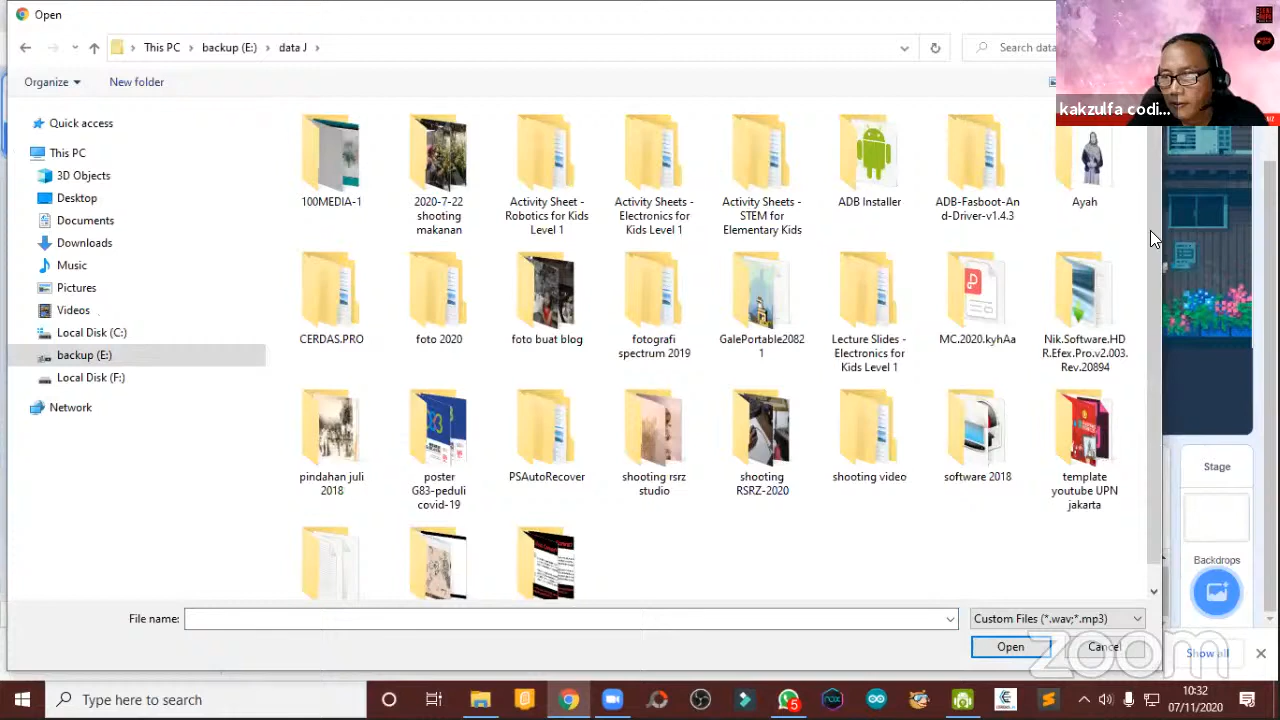 Open
This PC
backup (E:)
data J
Search data
Organize
New folder
kakzulfa codi...
Quick access
This PC
3D Objects
Desktop
Documents
Downloads
Music
Pictures
Videos
Local Disk (C:)
backup (E:)
Local Disk (F:)
Network
100MEDIA-1
2020-7-22
shooting
makanan
Activity Sheet -
Robotics for Kids
Level 1
Activity Sheets -
Electronics for
Kids Level 1
Activity Sheets -
STEM for
Elementary Kids
ADB Installer
ADB-Fasboot-An
d-Driver-v1.4.3
Ayah
CERDAS.PRO
foto 2020
foto buat blog
fotografi
spectrum 2019
GalePortable2082
1
Lecture Slides -
Electronics for
Kids Level 1
MC.2020.kyhAa
Nik.Software.HD
R.Efex.Pro.v2.003.
Rev.20894
pindahan juli
2018
poster
G83-peduli
covid-19
PSAutoRecover
shooting rsrz
studio
shooting
RSRZ-2020
shooting video
software 2018
template
youtube UPN
jakarta
Stage
Backdrops
File name:
Custom Files (*.wav;*.mp3)
Open
Cancel
Show all
zoom
Type here to search
5
10:32
07/11/2020